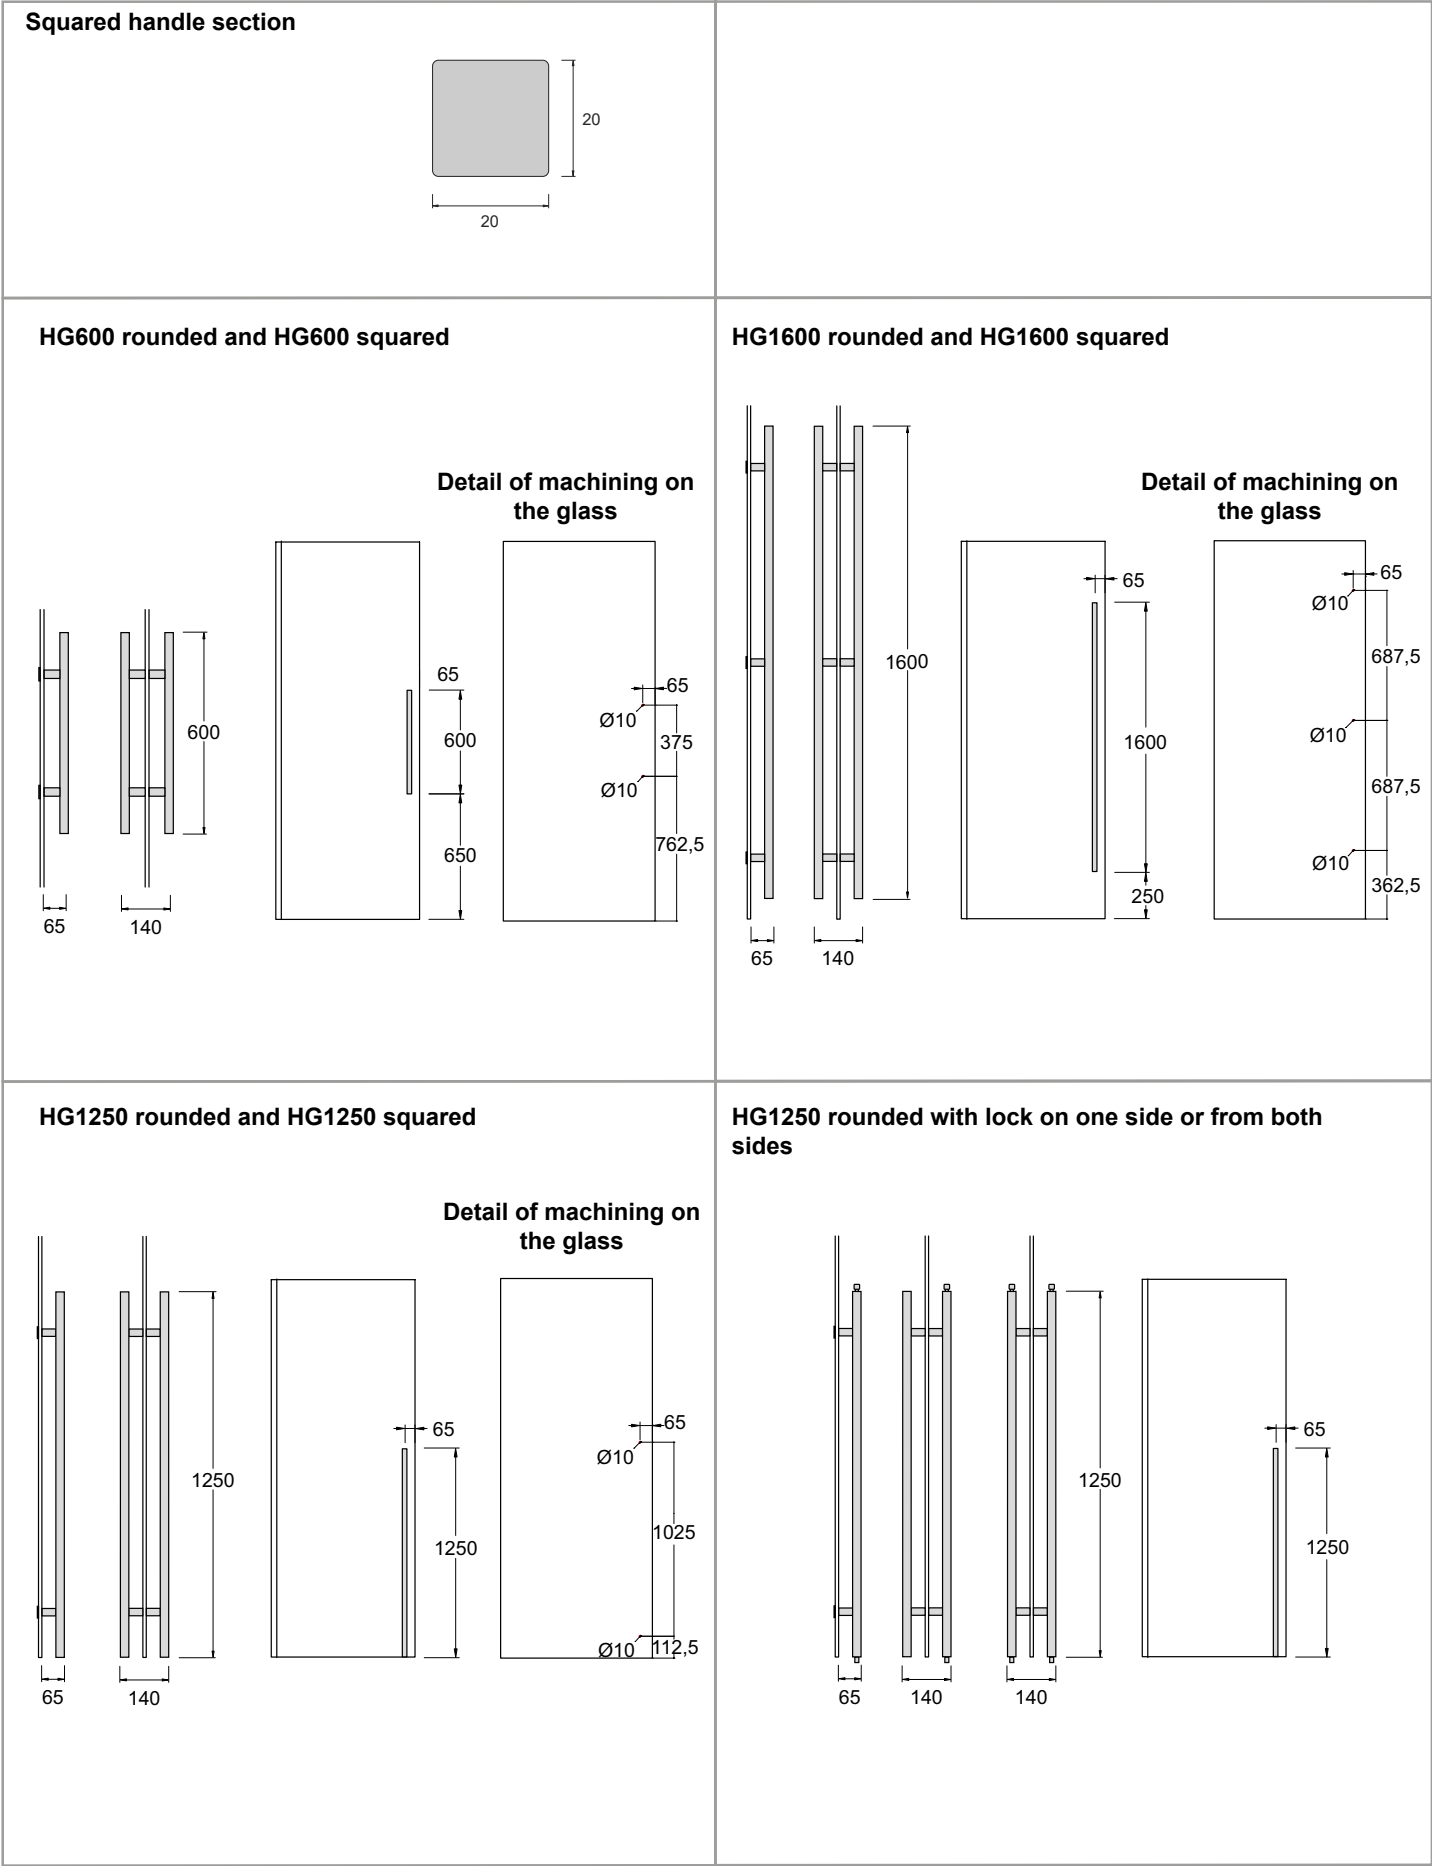 Squared handle section
20
20
HG600 rounded and HG600 squared
Detail of machining on
the glass
600
65
140
65
600
650
65
Ø10
375
Ø10
762,5
HG1600 rounded and HG1600 squared
Detail of machining on
the glass
1600
65
140
65
1600
250
65
Ø10
687,5
Ø10
687,5
Ø10
362,5
HG1250 rounded and HG1250 squared
Detail of machining on
the glass
1250
65
140
65
1250
65
Ø10
1025
Ø10
112,5
HG1250 rounded with lock on one side or from both
sides
1250
65
140
140
65
1250